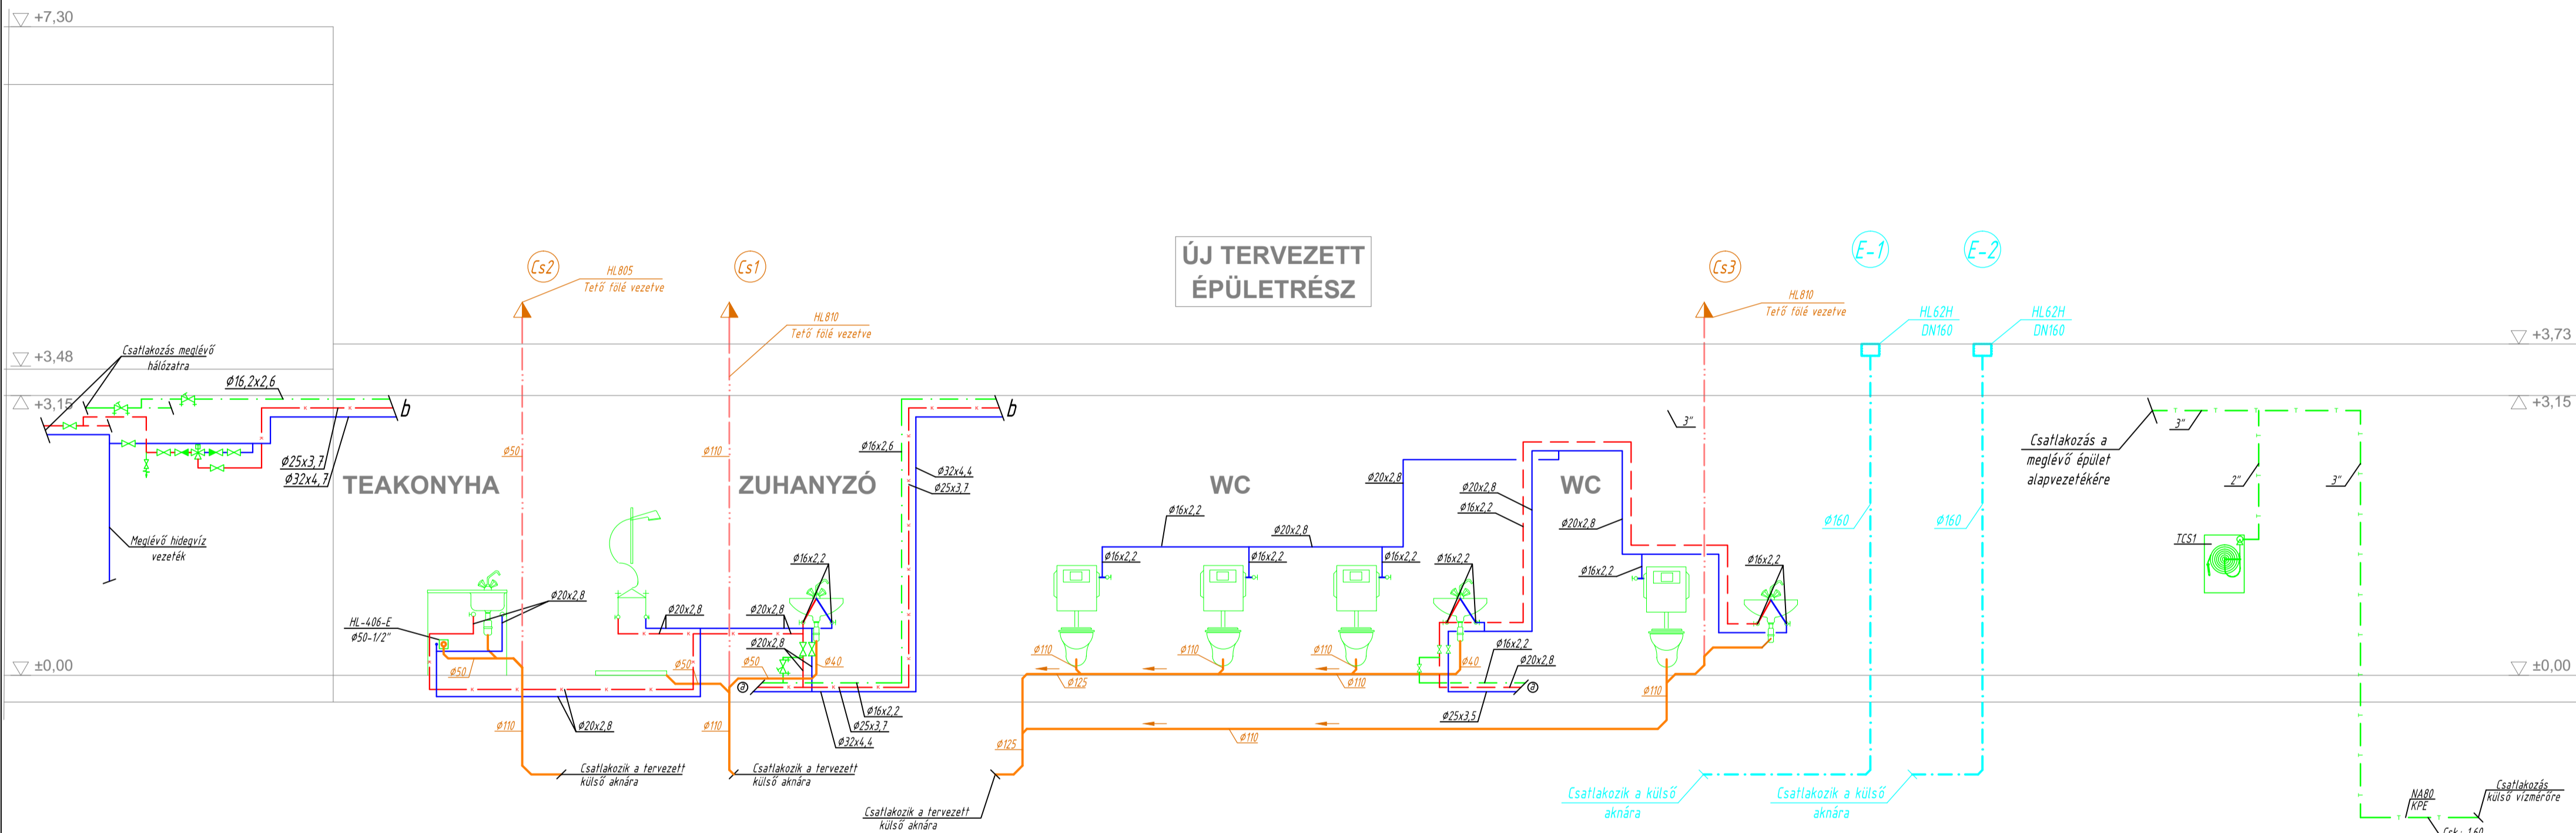 +7,30
ÚJ TERVEZETT
ÉPÜLETRÉSZ
Cs2
HL805
Tető fölé vezetve
Cs1
HL810
Tető fölé vezetve
Cs3
HL810
Tető fölé vezetve
E-1
E-2
HL62H
DN160
HL62H
DN160
+3,73
+3,48
Csatlakozás meglévő
hálózatra
Ø16,2x2,6
+3,15
b
b
3"
3"
+3,15
Csatlakozás a
meglévő épület
alapvezetékére
Ø50
Ø110
Ø16x2,6
Ø25x3,7
Ø32x4,7
Ø32x4,4
Ø25x3,7
TEAKONYHA
ZUHANYZÓ
WC
WC
Ø20x2,8
Ø20x2,8
Ø16x2,2
2"
3"
Ø16x2,2
Ø20x2,8
Ø20x2,8
Ø160
Ø160
Meglévő hidegvíz
vezeték
TCS1
Ø16x2,2
Ø16x2,2
Ø16x2,2
Ø16x2,2
Ø16x2,2
Ø16x2,2
Ø16x2,2
Ø20x2,8
Ø20x2,8
Ø20x2,8
HL-406-E
Ø50-1/2"
Ø20x2,8
Ø110
Ø110
Ø110
Ø16x2,2
±0,00
Ø50
Ø50
Ø50
Ø40
Ø40
Ø20x2,8
±0,00
a
Ø125
Ø110
a
Ø110
Ø16x2,2
Ø25x3,5
Ø110
Ø20x2,8
Ø110
Ø25x3,7
Ø32x4,4
Ø125
Ø110
Csatlakozik a tervezett
külső aknára
Csatlakozik a tervezett
külső aknára
Csatlakozik a tervezett
külső aknára
Csatlakozik a külső
aknára
Csatlakozik a külső
aknára
NA80
KPE
Csatlakozás
külső vízmérőre